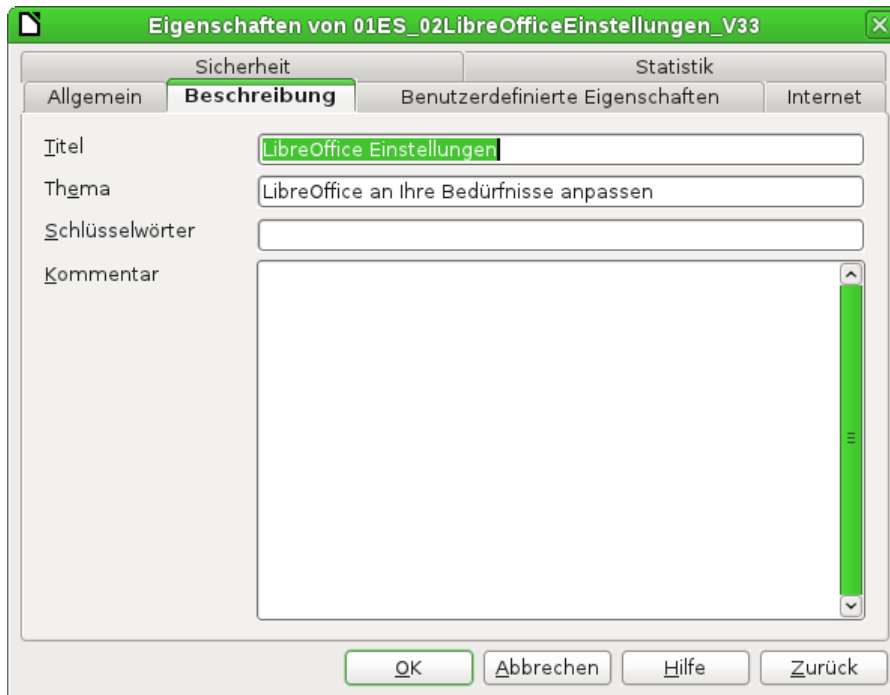 Eigenschaften von 01ES_02LibreOfficeEinstellungen_V33
Sicherheit
Statistik
Allgemein
Beschreibung
Benutzerdefinierte Eigenschaften
Internet
Titel
LibreOffice Einstellungen
Thema
LibreOffice an Ihre Bedürfnisse anpassen
Schlüsselwörter
Kommentar
OK
Abbrechen
Hilfe
Zurück